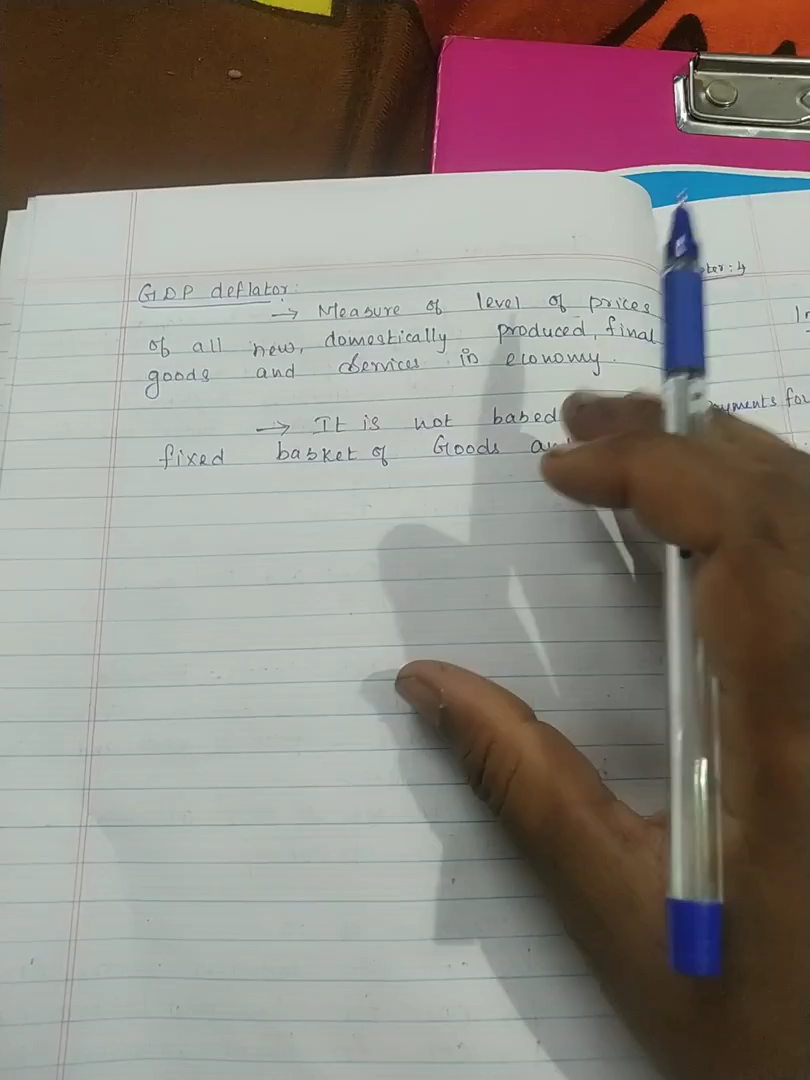 GDP deflator:
→ Measure of level of prices
of all new, domestically produced, final
goods and services in economy.
→ It is not based
fixed basket of Goods